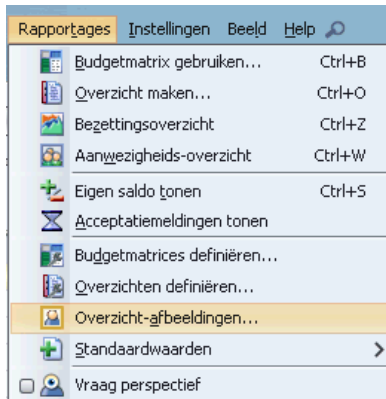 Rapportages Instellingen Beeld Help
Budgetmatrix gebruiken... Ctrl+B
Overzicht maken... Ctrl+O
Bezettingsoverzicht Ctrl+Z
Aanwezigheids-overzicht Ctrl+W
Eigen saldo tonen Ctrl+S
Acceptatiemeldingen tonen
Budgetmatrices definiëren...
Overzichten definiëren...
Overzicht-afbeeldingen...
Standaardwaarden
Vraag perspectief